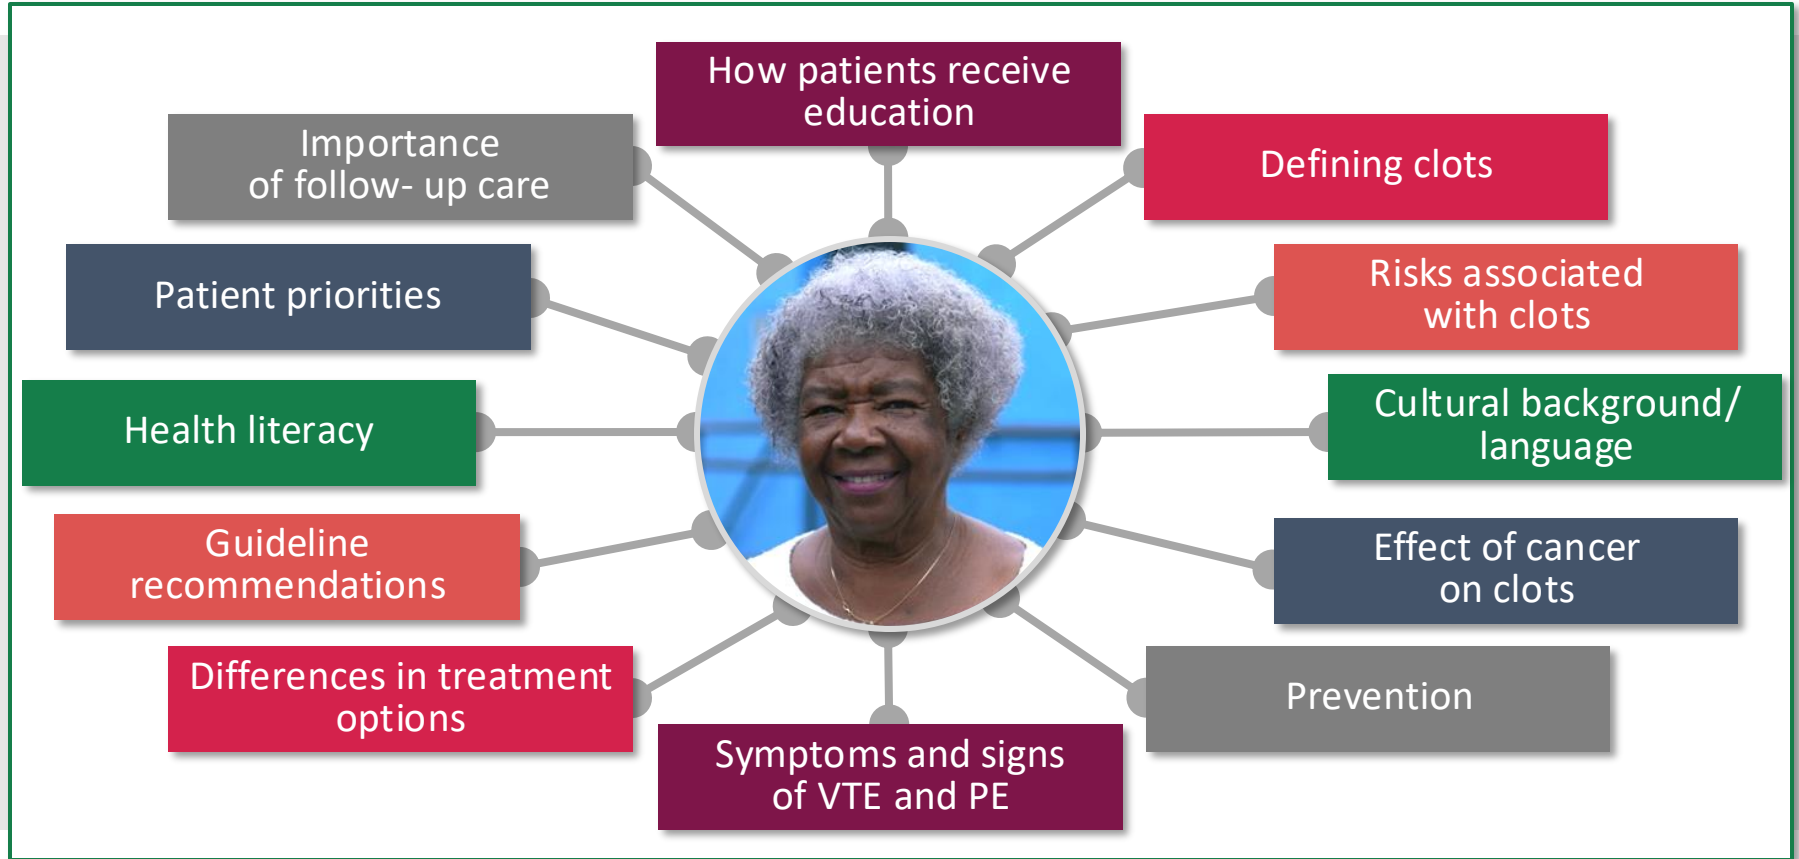 How patients receive
education
Defining clots
Risks associated
with clots
Cultural background/
language
Effect of cancer
on clots
Prevention
Symptoms and signs
of VTE and PE
Differences in treatment
options
Guideline
recommendations
Health literacy
Patient priorities
Importance
of follow- up care